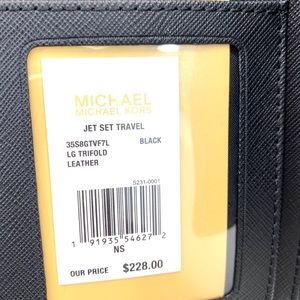 MICHAEL
MICHAEL KORS
JET SET TRAVEL
35S8GTVF7L BLACK
LG TRIFOLD
LEATHER
5231-0001
1 91935 54627 2
NS
OUR PRICE $228.00